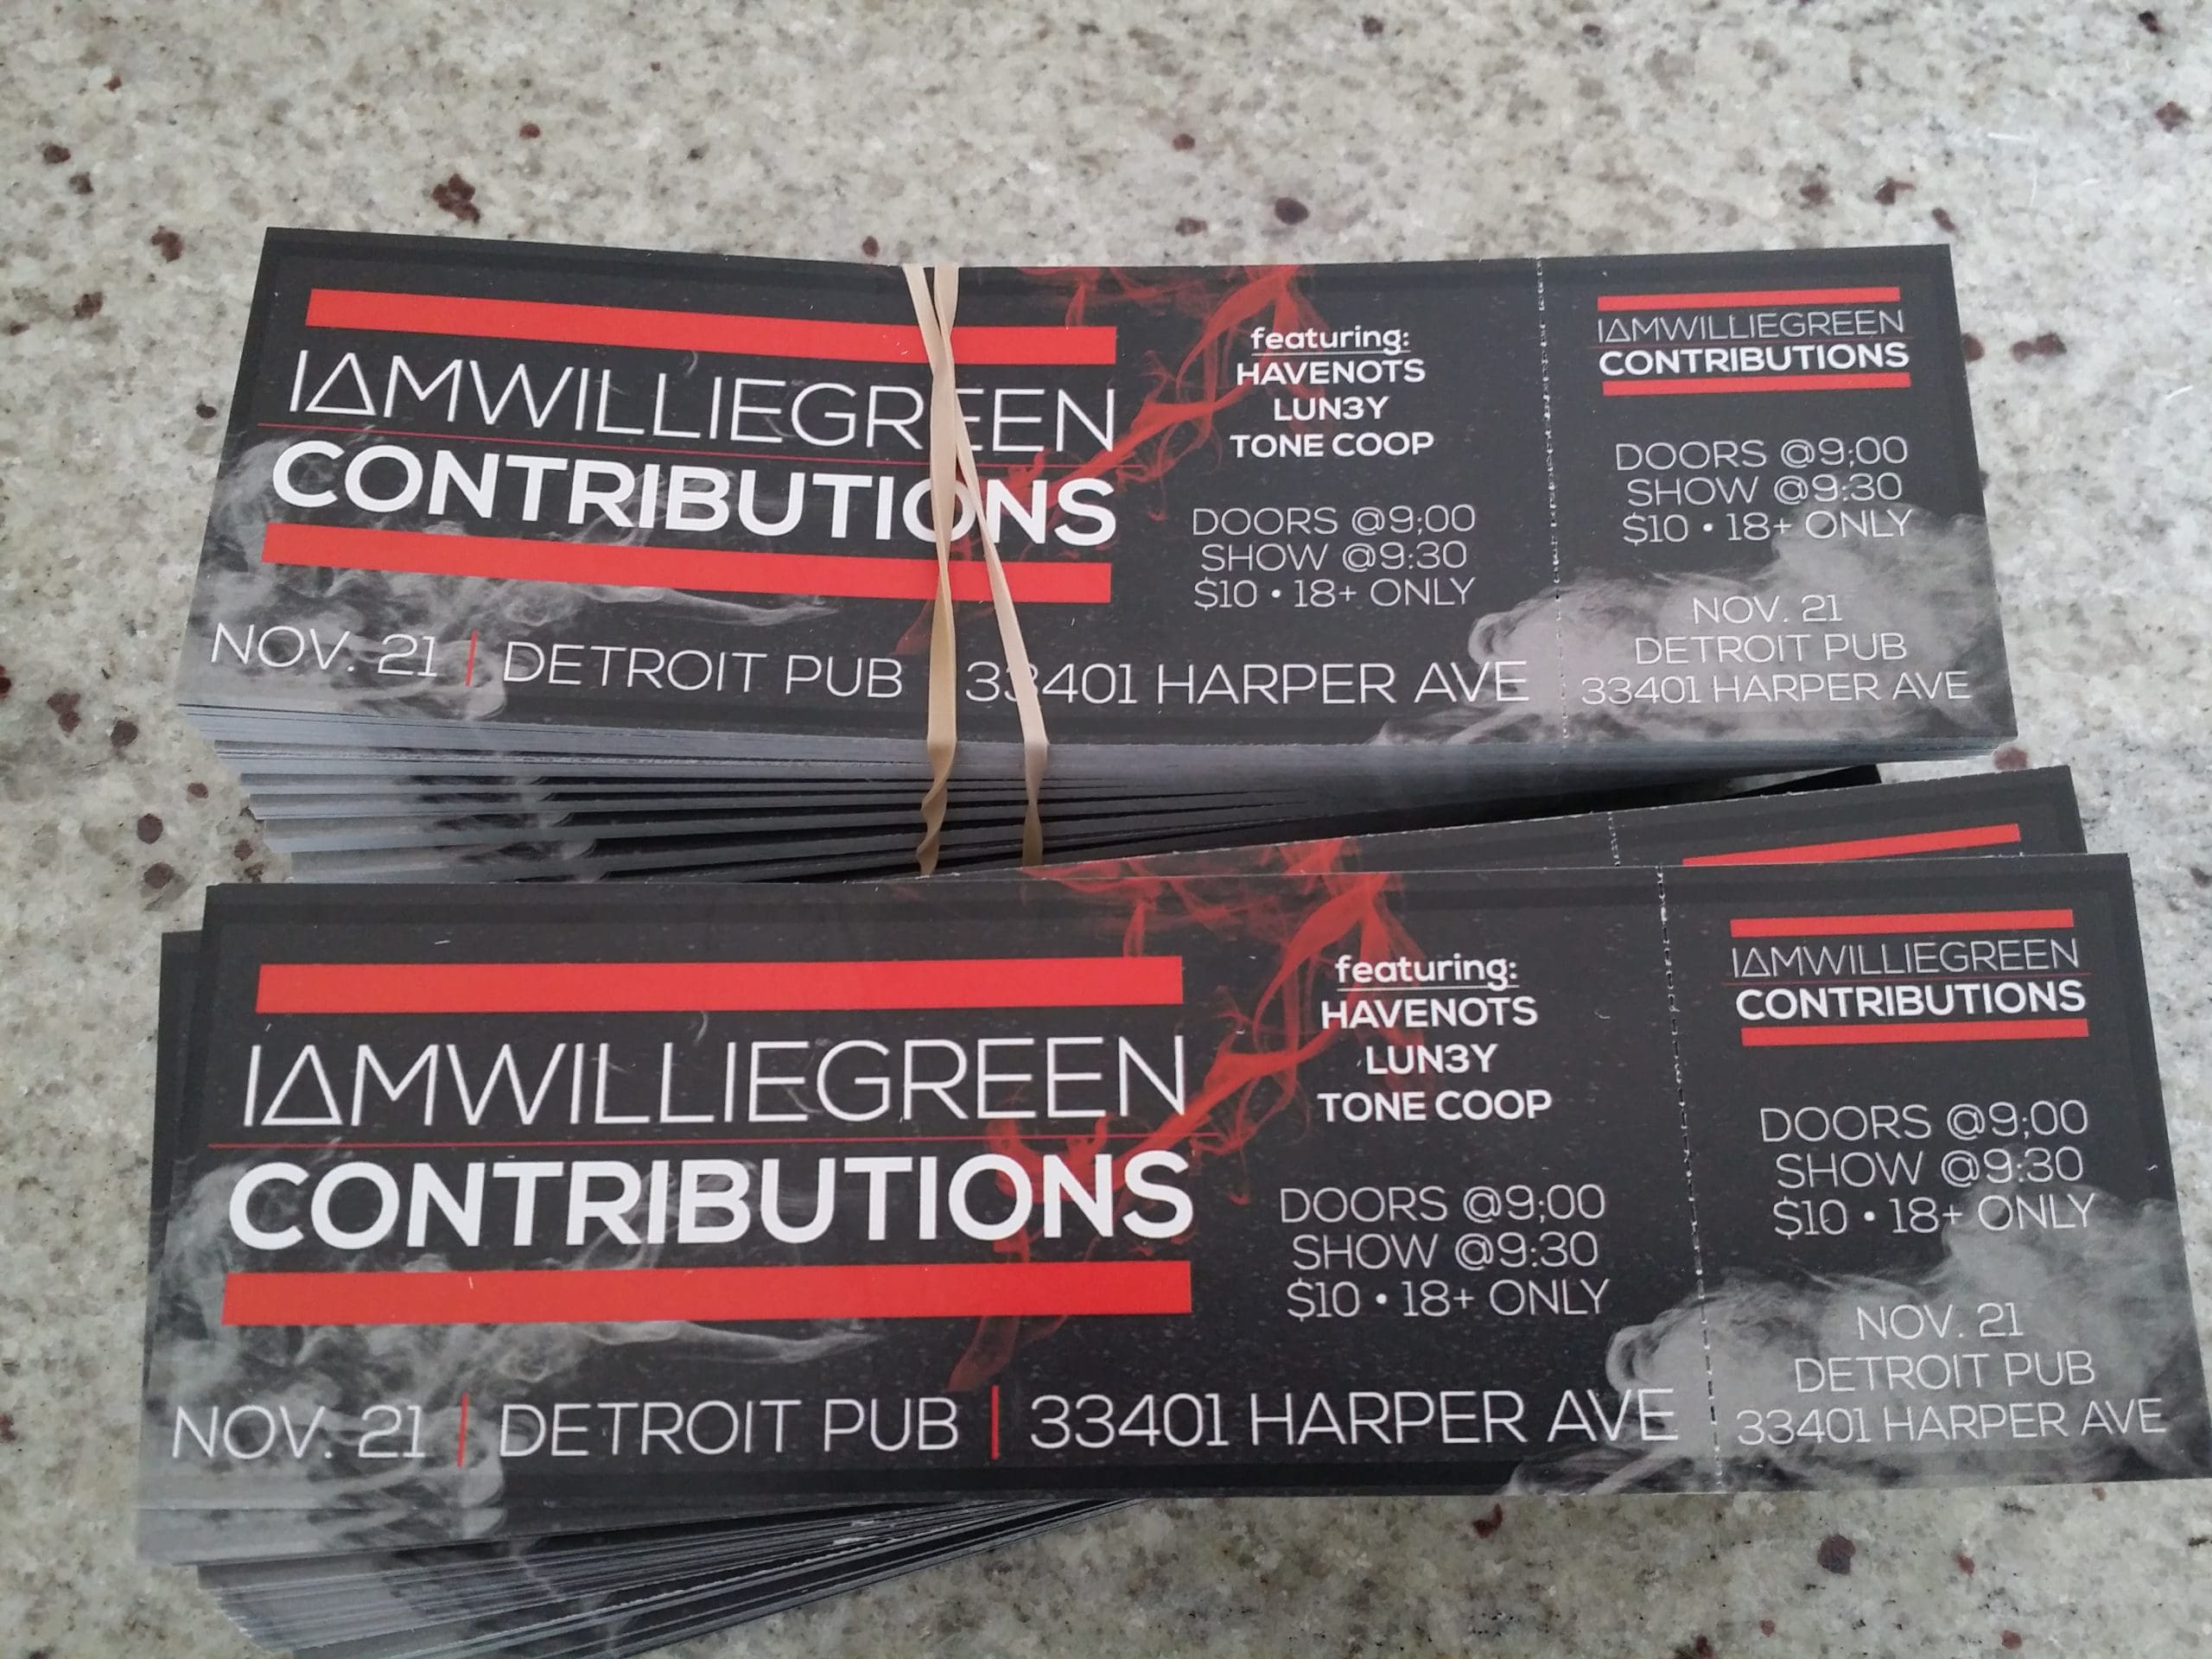 IAMWILLIEGREEN
CONTRIBUTIONS
NOV. 21 | DETROIT PUB 33401 HARPER AVE
featuring:
HAVENOTS
LUN3Y
TONE COOP
DOORS @9;00
SHOW @9:30
$10 • 18+ ONLY
IAMWILLIEGREEN
CONTRIBUTIONS
DOORS @9;00
SHOW @9:30
$10 • 18+ ONLY
NOV. 21
DETROIT PUB
33401 HARPER AVE
IAMWILLIEGREEN
CONTRIBUTIONS
NOV. 21 | DETROIT PUB | 33401 HARPER AVE
featuring:
HAVENOTS
LUN3Y
TONE COOP
DOORS @9;00
SHOW @9:30
$10 • 18+ ONLY
IAMWILLIEGREEN
CONTRIBUTIONS
DOORS @9;00
SHOW @9:30
$10 • 18+ ONLY
NOV. 21
DETROIT PUB
33401 HARPER AVE